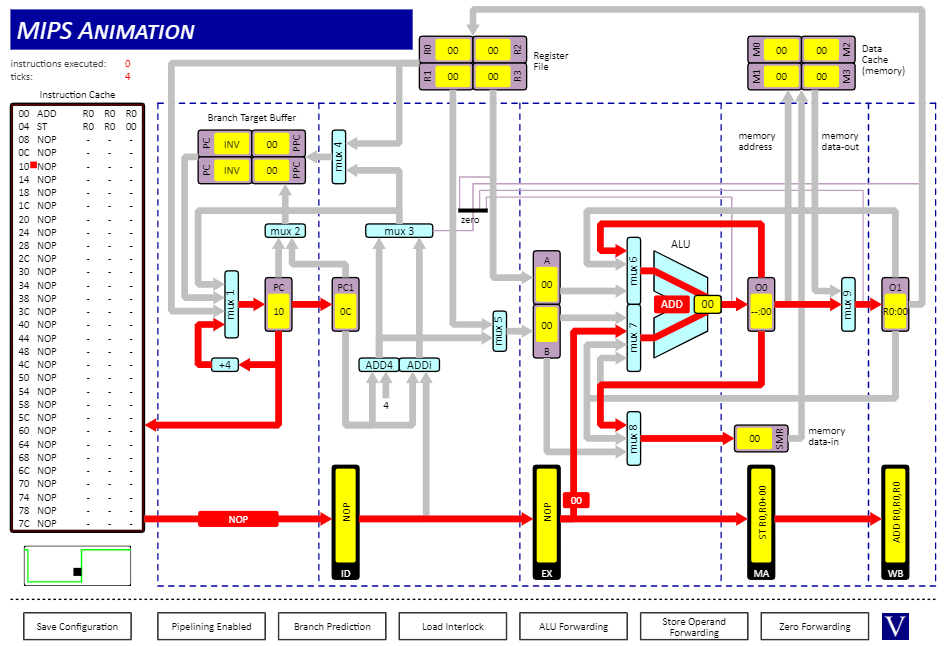 MIPS ANIMATION
instructions executed: 0
ticks: 4
Instruction Cache
00 ADD R0 R0 R0
04 ST R0 R0 00
08 NOP - - -
0C NOP - - -
10 NOP - - -
14 NOP - - -
18 NOP - - -
1C NOP - - -
20 NOP - - -
24 NOP - - -
28 NOP - - -
2C NOP - - -
30 NOP - - -
34 NOP - - -
38 NOP - - -
3C NOP - - -
40 NOP - - -
44 NOP - - -
48 NOP - - -
4C NOP - - -
50 NOP - - -
54 NOP - - -
58 NOP - - -
5C NOP - - -
60 NOP - - -
64 NOP - - -
68 NOP - - -
6C NOP - - -
70 NOP - - -
74 NOP - - -
78 NOP - - -
7C NOP - - -
R0 00 00 R2
R1 00 00 R3
Register
File
M0 00 00 M2
M1 00 00 M3
Data
Cache
(memory)
Branch Target Buffer
PC INV 00 PPC
PC INV 00 PPC
mux 4
memory
address
memory
data-out
zero
mux 2
mux 3
ALU
mux 1
PC
10
PC1
0C
+4
ADD4
ADDi
4
mux 5
A
00
00
B
mux 6
mux 7
ADD
00
O0
--:00
mux 9
O1
R0:00
mux 8
00 SMR
memory
data-in
00
NOP
NOP
ID
NOP
EX
ST R0,R0+00
MA
ADD R0,R0,R0
WB
Save Configuration
Pipelining Enabled
Branch Prediction
Load Interlock
ALU Forwarding
Store Operand
Forwarding
Zero Forwarding
V